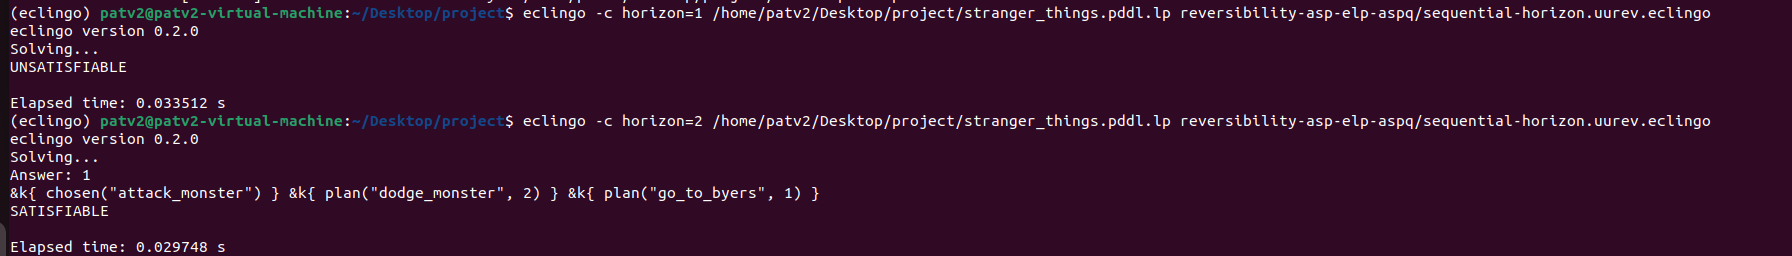 (eclingo) patv2@patv2-virtual-machine:~/Desktop/project$ eclingo -c horizon=1 /home/patv2/Desktop/project/stranger_things.pddl.lp reversibility-asp-elp-aspq/sequential-horizon.uurev.eclingo
eclingo version 0.2.0
Solving...
UNSATISFIABLE
Elapsed time: 0.033512 s
(eclingo) patv2@patv2-virtual-machine:~/Desktop/project$ eclingo -c horizon=2 /home/patv2/Desktop/project/stranger_things.pddl.lp reversibility-asp-elp-aspq/sequential-horizon.uurev.eclingo
eclingo version 0.2.0
Solving...
Answer: 1
&k{ chosen("attack_monster") } &k{ plan("dodge_monster", 2) } &k{ plan("go_to_byers", 1) }
SATISFIABLE
Elapsed time: 0.029748 s